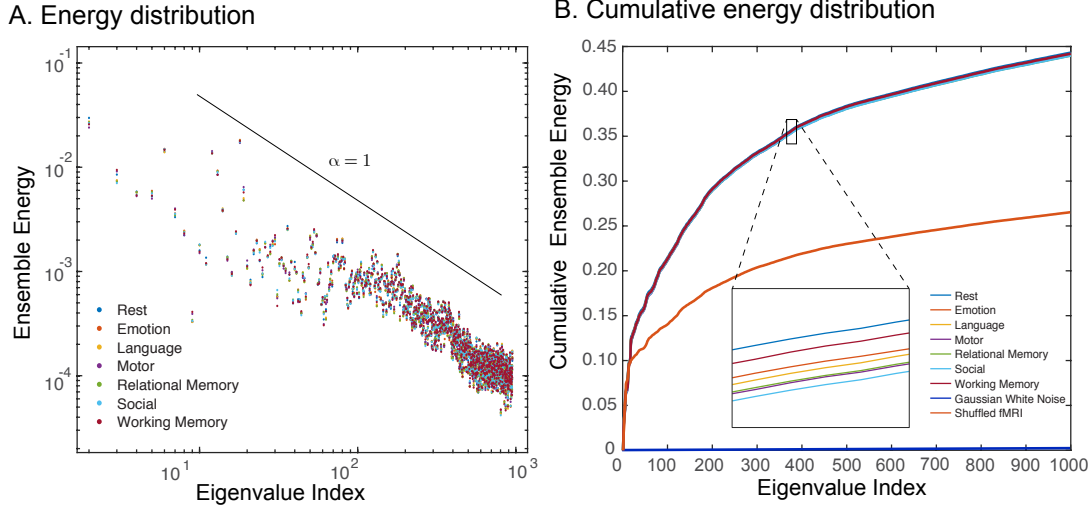 A. Energy distribution
10^-1
10^-2
10^-3
10^-4
Ensemble Energy
α = 1
Rest
Emotion
Language
Motor
Relational Memory
Social
Working Memory
10^1
10^2
10^3
Eigenvalue Index
B. Cumulative energy distribution
0.45
0.40
0.35
0.30
0.25
0.20
0.15
0.10
0.05
0
Cumulative Ensemble Energy
Rest
Emotion
Language
Motor
Relational Memory
Social
Working Memory
Gaussian White Noise
Shuffled fMRI
0 100 200 300 400 500 600 700 800 900 1000
Eigenvalue Index